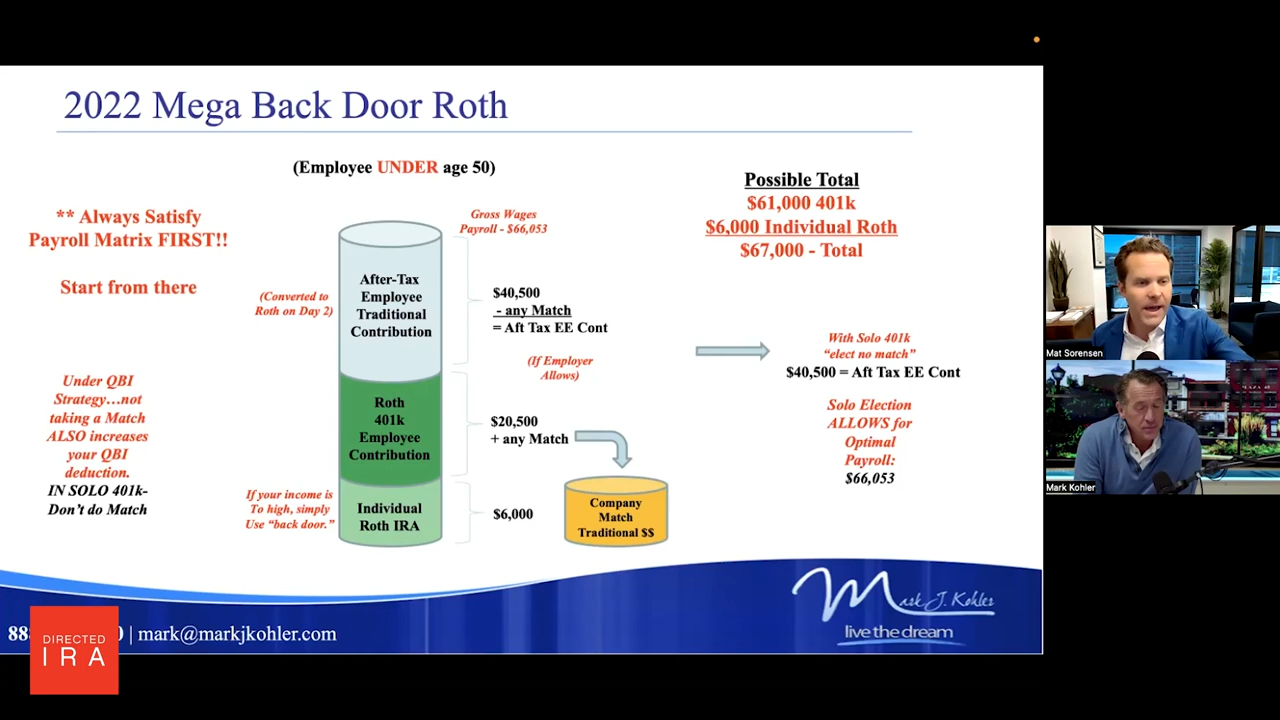 2022 Mega Back Door Roth
(Employee UNDER age 50)
** Always Satisfy
Payroll Matrix FIRST!!
Start from there
Under QBI
Strategy…not
taking a Match
ALSO increases
your QBI
deduction.
IN SOLO 401k-
Don't do Match
(Converted to
Roth on Day 2)
If your income is
To high, simply
Use “back door.”
After-Tax
Employee
Traditional
Contribution
Roth
401k
Employee
Contribution
Individual
Roth IRA
Gross Wages
Payroll - $66,053
$40,500
- any Match
= Aft Tax EE Cont
(If Employer
Allows)
$20,500
+ any Match
$6,000
Company
Match
Traditional $$
Possible Total
$61,000 401k
$6,000 Individual Roth
$67,000 - Total
With Solo 401k
“elect no match”
$40,500 = Aft Tax EE Cont
Solo Election
ALLOWS for
Optimal
Payroll:
$66,053
Mat Sorensen
Mark Kohler
Mark J. Kohler
live the dream
| mark@markjkohler.com
DIRECTED
IRA